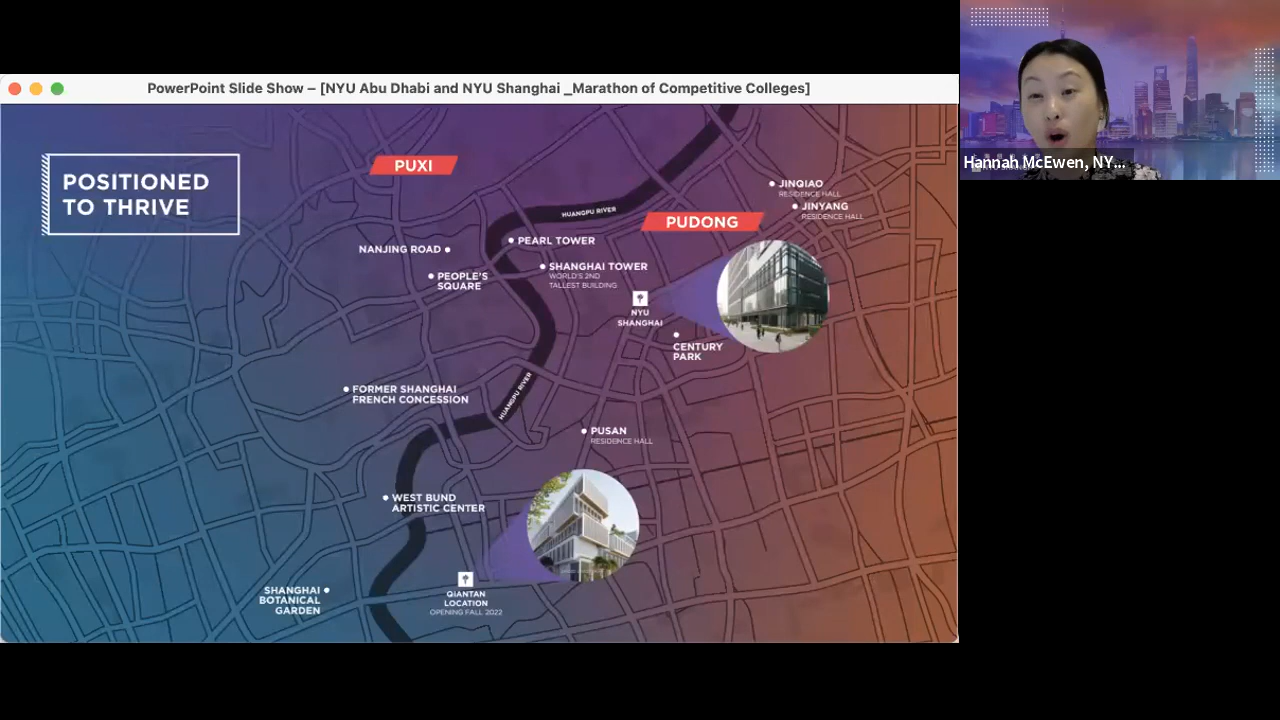 PowerPoint Slide Show – [NYU Abu Dhabi and NYU Shanghai _Marathon of Competitive Colleges]
POSITIONED
TO THRIVE
PUXI
HUANGPU RIVER
PUDONG
JINQIAO
RESIDENCE HALL
JINYANG
RESIDENCE HALL
NANJING ROAD
PEARL TOWER
PEOPLE'S
SQUARE
SHANGHAI TOWER
WORLD'S 2ND
TALLEST BUILDING
NYU
SHANGHAI
CENTURY
PARK
FORMER SHANGHAI
FRENCH CONCESSION
HUANGPU RIVER
PUSAN
RESIDENCE HALL
WEST BUND
ARTISTIC CENTER
SHANGHAI
BOTANICAL
GARDEN
QIANTAN
LOCATION
OPENING FALL 2022
Hannah McEwen, NY...